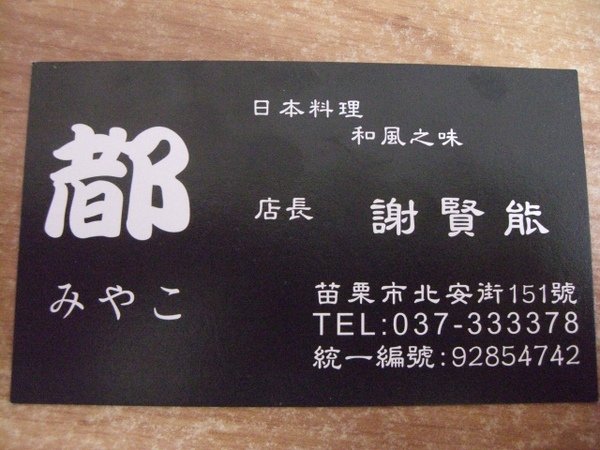 都
みやこ
日本料理
和風之味
店長 謝賢能
苗栗市北安街151號
TEL:037-333378
統一編號:92854742